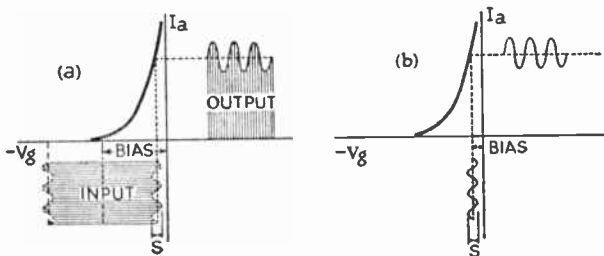 Ia
(a)
OUTPUT
-Vg
BIAS
INPUT
S
Ia
(b)
-Vg
BIAS
S